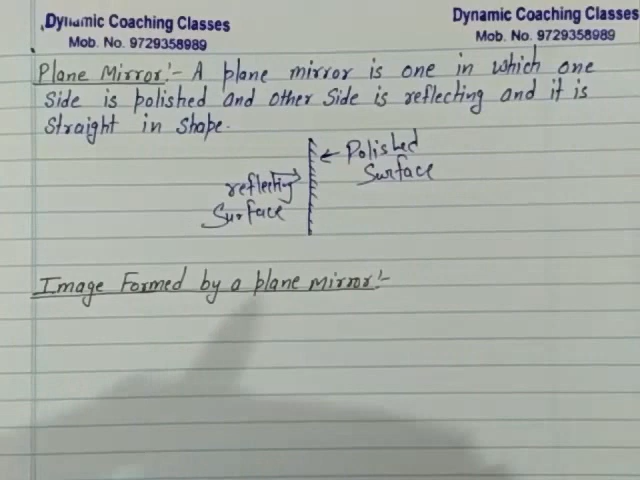 Dynamic Coaching Classes
Mob. No. 9729358989
Dynamic Coaching Classes
Mob. No. 9729358989
Plane Mirror:- A plane mirror is one in which one
Side is polished and other Side is reflecting and it is
Straight in Shape.
Polished
Surface
reflecting
Surface
Image Formed by a plane mirror:-